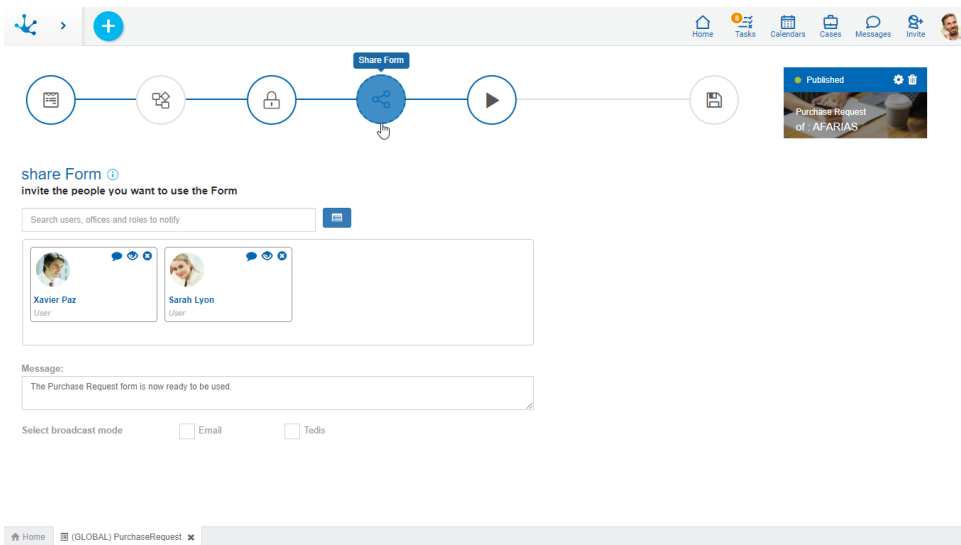 Home
8
Tasks
Calendars
Cases
Messages
Invite
Share Form
Published
Purchase Request
of : AFARIAS
share Form
invite the people you want to use the Form
Search users, offices and roles to notify
Xavier Paz
User
Sarah Lyon
User
Message:
The Purchase Request form is now ready to be used.
Select broadcast mode
Email
Tedis
Home
(GLOBAL) PurchaseRequest